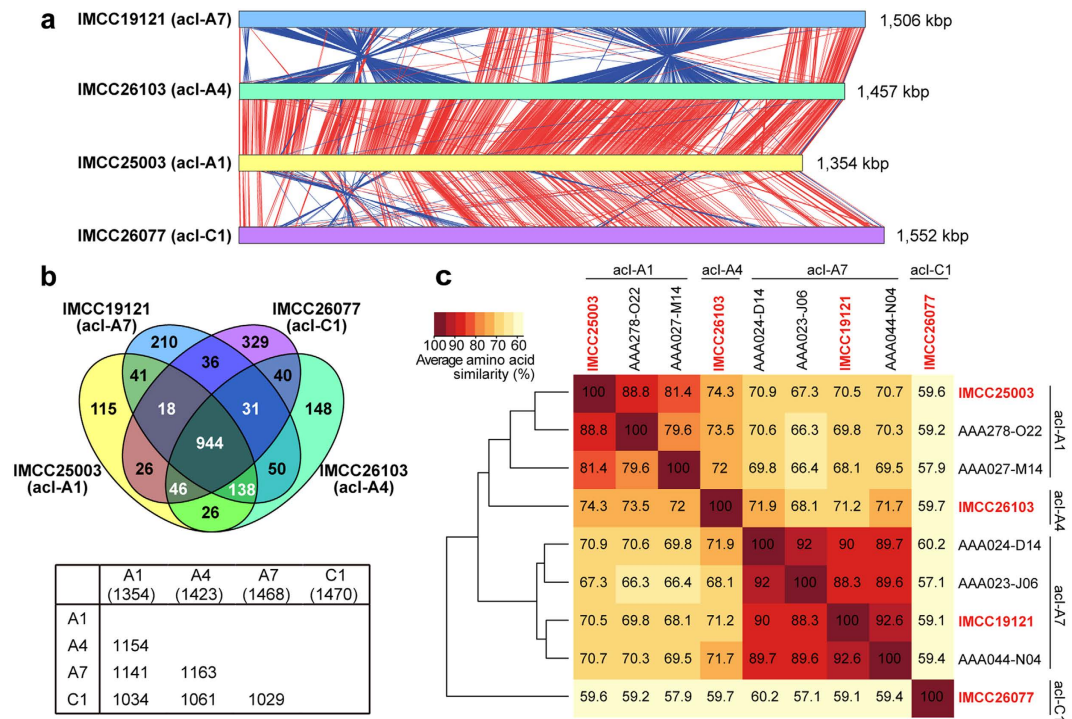 a
IMCC19121 (acI-A7)
1,506 kbp
IMCC26103 (acI-A4)
1,457 kbp
IMCC25003 (acI-A1)
1,354 kbp
IMCC26077 (acI-C1)
1,552 kbp
b
IMCC19121
(acI-A7)
IMCC26077
(acI-C1)
210
329
41
36
40
115
18
31
148
944
IMCC25003
(acI-A1)
IMCC26103
(acI-A4)
26
50
46
138
26
A1 A4 A7 C1
(1354) (1423) (1468) (1470)
A1
A4 1154
A7 1141 1163
C1 1034 1061 1029
c
acI-A1 acI-A4 acI-A7 acI-C1
IMCC25003 AAA278-O22 AAA027-M14 IMCC26103 AAA024-D14 AAA023-J06 IMCC19121 AAA044-N04 IMCC26077
100 90 80 70 60
Average amino acid
similarity (%)
100 88.8 81.4 74.3 70.9 67.3 70.5 70.7 59.6 IMCC25003
88.8 100 79.6 73.5 70.6 66.3 69.8 70.3 59.2 AAA278-O22
81.4 79.6 100 72 69.8 66.4 68.1 69.5 57.9 AAA027-M14
74.3 73.5 72 100 71.9 68.1 71.2 71.7 59.7 IMCC26103
70.9 70.6 69.8 71.9 100 92 90 89.7 60.2 AAA024-D14
67.3 66.3 66.4 68.1 92 100 88.3 89.6 57.1 AAA023-J06
70.5 69.8 68.1 71.2 90 88.3 100 92.6 59.1 IMCC19121
70.7 70.3 69.5 71.7 89.7 89.6 92.6 100 59.4 AAA044-N04
59.6 59.2 57.9 59.7 60.2 57.1 59.1 59.4 100 IMCC26077
acI-A1
acI-A4
acI-A7
acI-C1